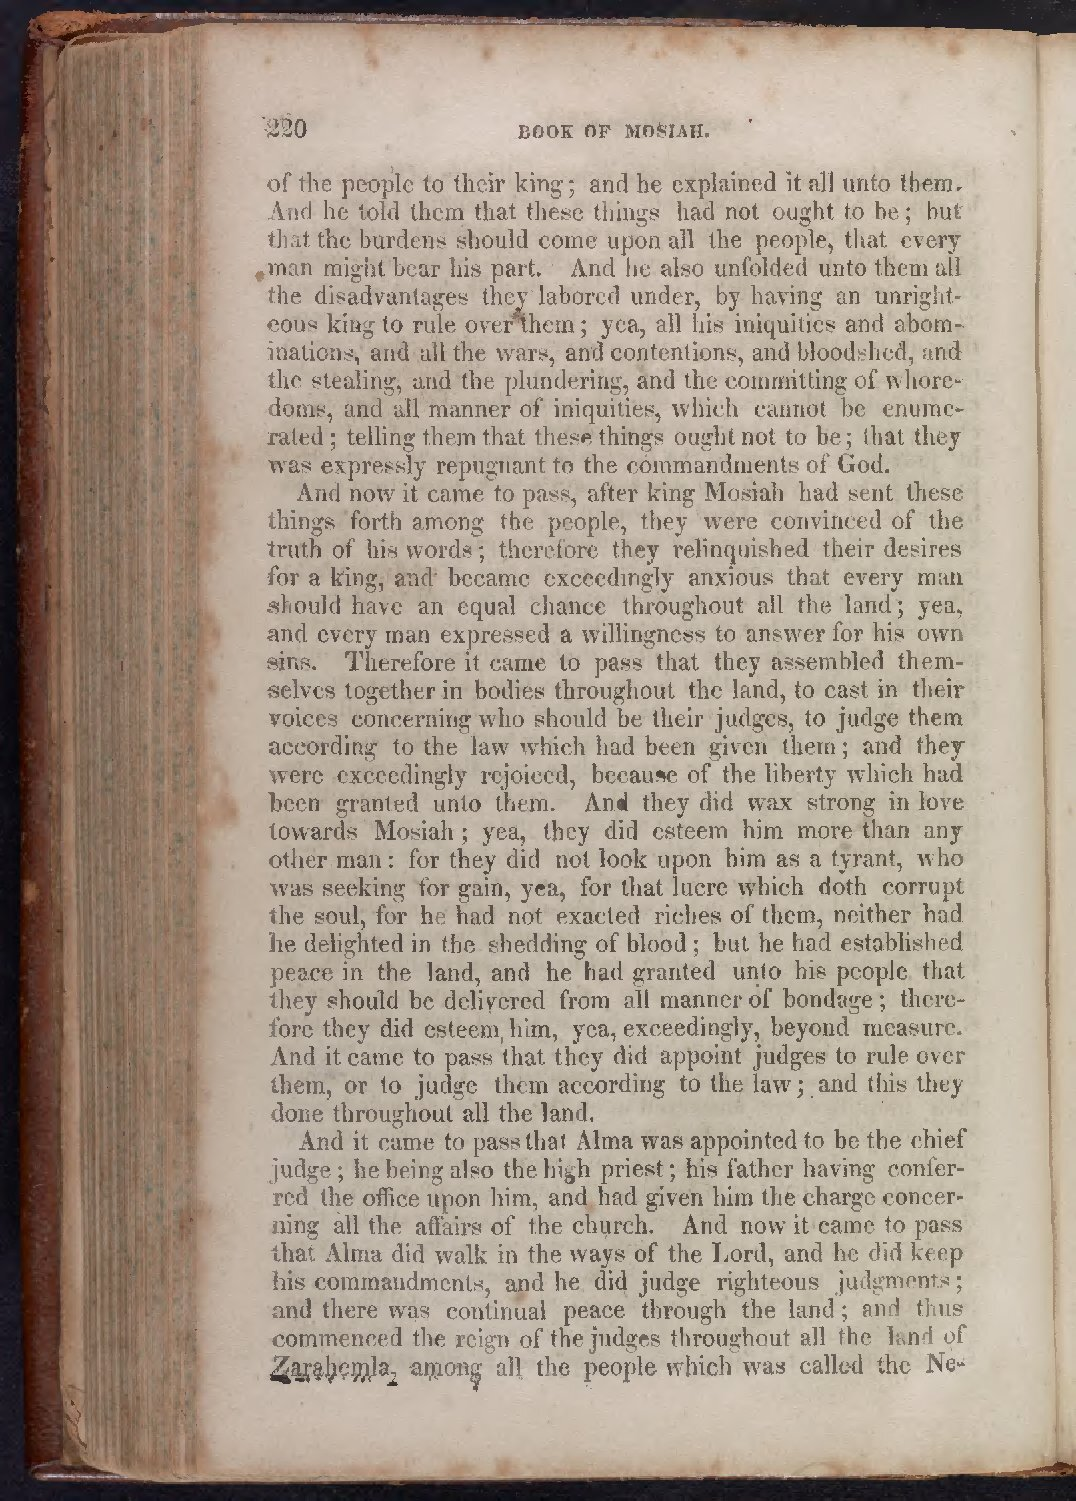 220 BOOK OF MOSIAH.
of the people to their king; and he explained it all unto them.
And he told them that these things had not ought to be; but
that the burdens should come upon all the people, that every
man might bear his part. And he also unfolded unto them all
the disadvantages they labored under, by having an unright-
eous king to rule over them; yea, all his iniquities and abom-
inations, and all the wars, and contentions, and bloodshed, and
the stealing, and the plundering, and the committing of whore-
doms, and all manner of iniquities, which cannot be enume-
rated; telling them that these things ought not to be; that they
was expressly repugnant to the commandments of God.
And now it came to pass, after king Mosiah had sent these
things forth among the people, they were convinced of the
truth of his words; therefore they relinquished their desires
for a king, and became exceedingly anxious that every man
should have an equal chance throughout all the land; yea,
and every man expressed a willingness to answer for his own
sins. Therefore it came to pass that they assembled them-
selves together in bodies throughout the land, to cast in their
voices concerning who should be their judges, to judge them
according to the law which had been given them; and they
were exceedingly rejoiced, because of the liberty which had
been granted unto them. And they did wax strong in love
towards Mosiah; yea, they did esteem him more than any
other man: for they did not look upon him as a tyrant, who
was seeking for gain, yea, for that lucre which doth corrupt
the soul, for he had not exacted riches of them, neither had
he delighted in the shedding of blood; but he had established
peace in the land, and he had granted unto his people that
they should be delivered from all manner of bondage; there-
fore they did esteem him, yea, exceedingly, beyond measure.
And it came to pass that they did appoint judges to rule over
them, or to judge them according to the law; and this they
done throughout all the land.
And it came to pass that Alma was appointed to be the chief
judge; he being also the high priest; his father having confer-
red the office upon him, and had given him the charge concer-
ning all the affairs of the church. And now it came to pass
that Alma did walk in the ways of the Lord, and he did keep
his commandments, and he did judge righteous judgments;
and there was continual peace through the land; and thus
commenced the reign of the judges throughout all the land of
Zarahemla, among all the people which was called the Ne-